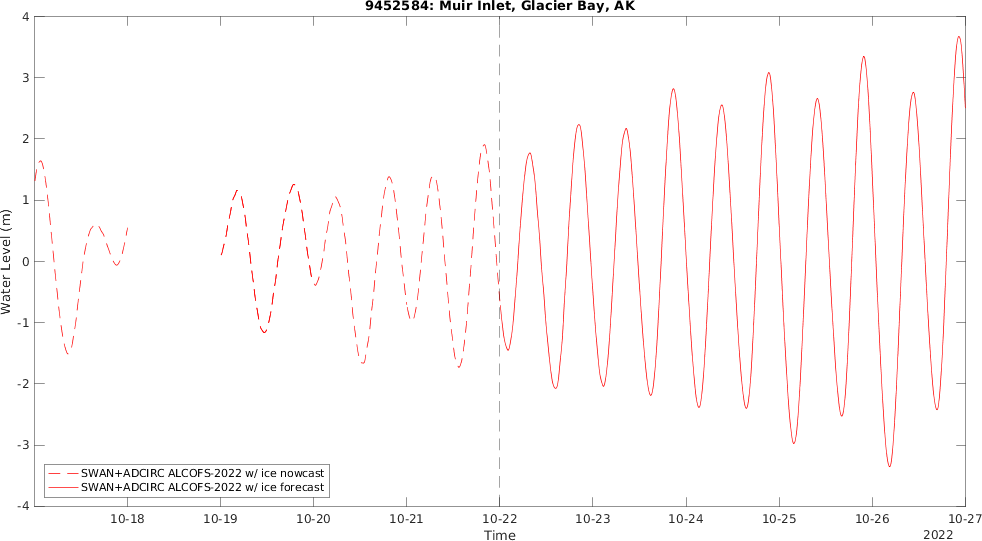 9452584: Muir Inlet, Glacier Bay, AK
4
3
2
1
0
-1
-2
-3
-4
Water Level (m)
SWAN+ADCIRC ALCOFS-2022 w/ ice nowcast
SWAN+ADCIRC ALCOFS-2022 w/ ice forecast
10-18 10-19 10-20 10-21 10-22 10-23 10-24 10-25 10-26 10-27
Time
2022